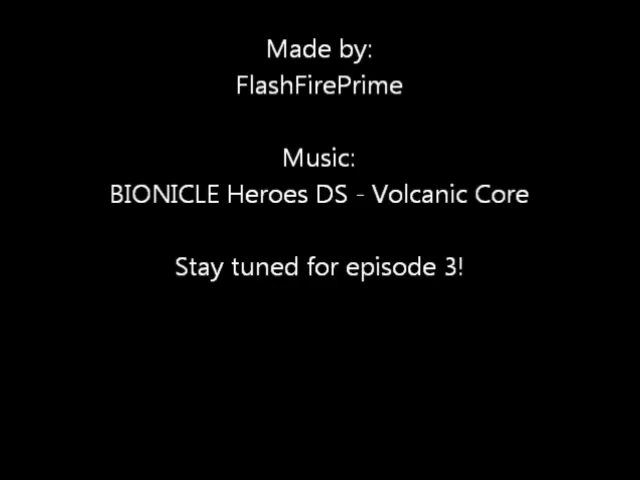 Made by:
FlashFirePrime
Music:
BIONICLE Heroes DS - Volcanic Core
Stay tuned for episode 3!